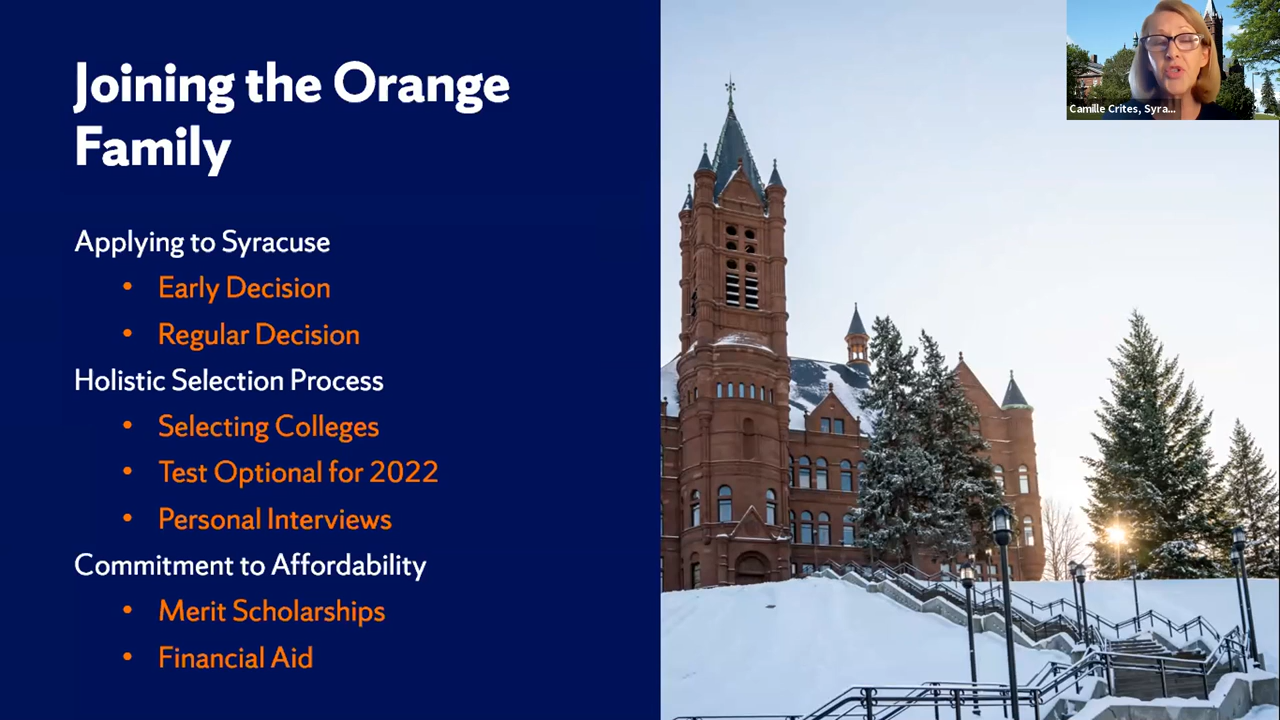 Joining the Orange
Family
Applying to Syracuse
• Early Decision
• Regular Decision
Holistic Selection Process
• Selecting Colleges
• Test Optional for 2022
• Personal Interviews
Commitment to Affordability
• Merit Scholarships
• Financial Aid
Camille Crites, Syra...